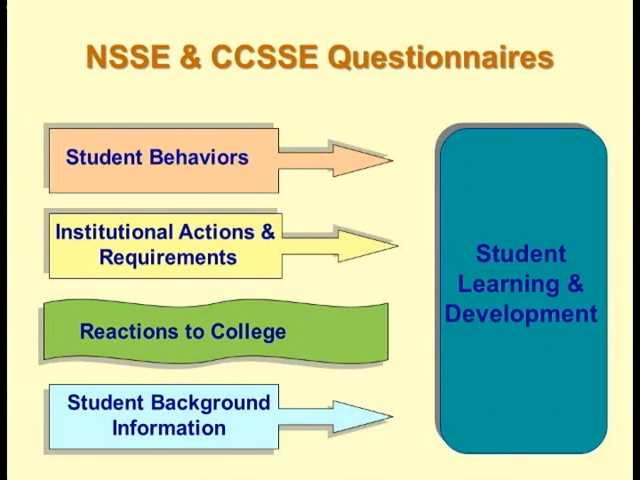 NSSE & CCSSE Questionnaires
Student Behaviors
Institutional Actions &
Requirements
Reactions to College
Student Background
Information
Student
Learning &
Development